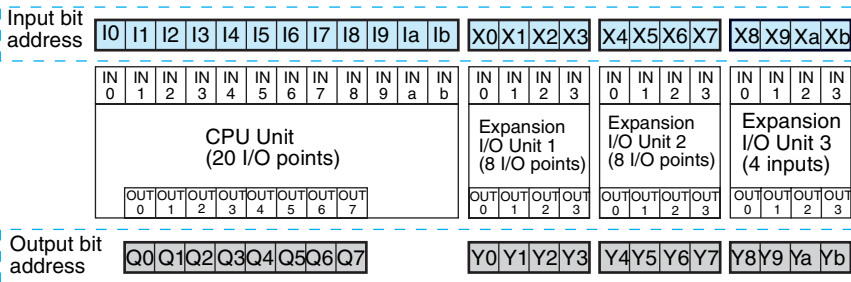 Input bit
address
I0 I1 I2 I3 I4 I5 I6 I7 I8 I9 Ia Ib X0 X1 X2 X3 X4 X5 X6 X7 X8 X9 Xa Xb
IN IN IN IN IN IN IN IN IN IN IN IN IN IN IN IN IN IN IN IN IN IN IN IN
0 1 2 3 4 5 6 7 8 9 a b 0 1 2 3 0 1 2 3 0 1 2 3
CPU Unit
(20 I/O points)
Expansion
I/O Unit 1
(8 I/O points)
Expansion
I/O Unit 2
(8 I/O points)
Expansion
I/O Unit 3
(4 inputs)
OUT OUT OUT OUT OUT OUT OUT OUT OUT OUT OUT OUT OUT OUT OUT OUT OUT OUT OUT OUT
0 1 2 3 4 5 6 7 0 1 2 3 0 1 2 3 0 1 2 3
Output bit
address
Q0 Q1 Q2 Q3 Q4 Q5 Q6 Q7 Y0 Y1 Y2 Y3 Y4 Y5 Y6 Y7 Y8 Y9 Ya Yb